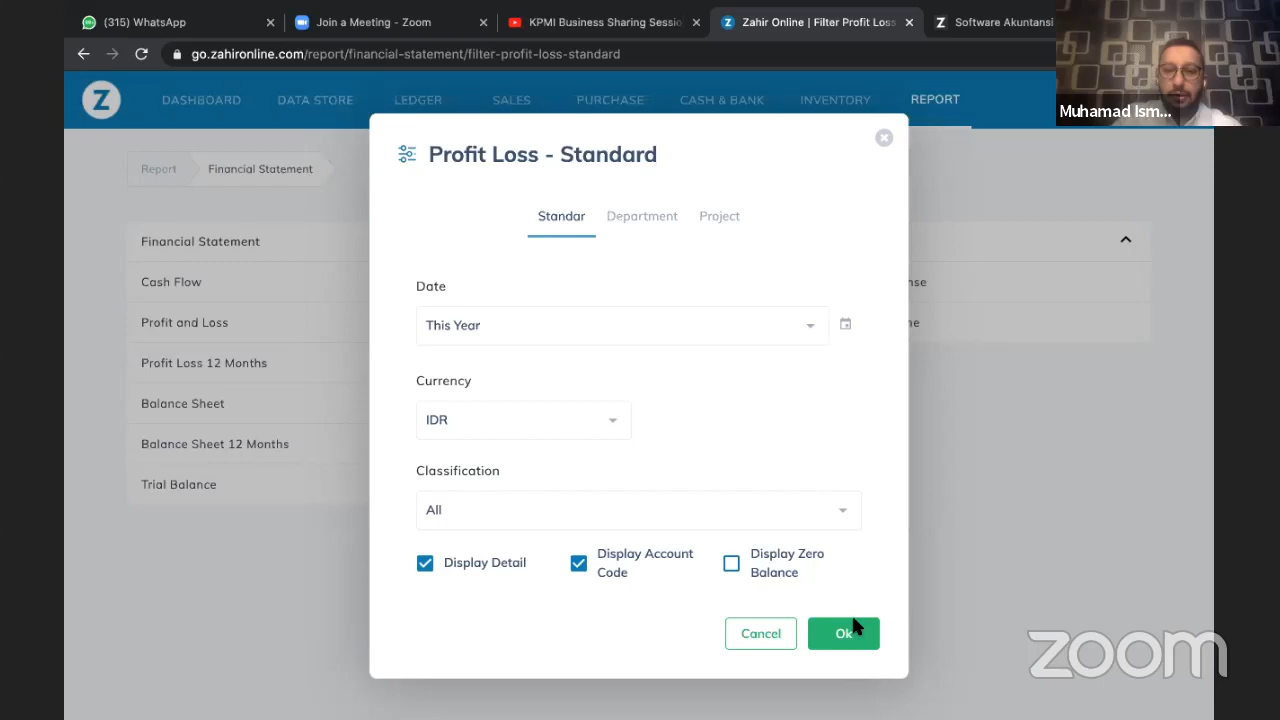 (315) WhatsApp
Join a Meeting - Zoom
KPMI Business Sharing Sessio
Zahir Online | Filter Profit Loss
Software Akuntansi
go.zahironline.com/report/financial-statement/filter-profit-loss-standard
Z
DASHBOARD
DATA STORE
LEDGER
SALES
PURCHASE
CASH & BANK
INVENTORY
REPORT
Muhamad Ism...
Report
Financial Statement
Profit Loss - Standard
Standar
Department
Project
Financial Statement
Cash Flow
Profit and Loss
Profit Loss 12 Months
Balance Sheet
Balance Sheet 12 Months
Trial Balance
nse
ne
Date
This Year
Currency
IDR
Classification
All
Display Detail
Display Account
Code
Display Zero
Balance
Cancel
Ok
zoom